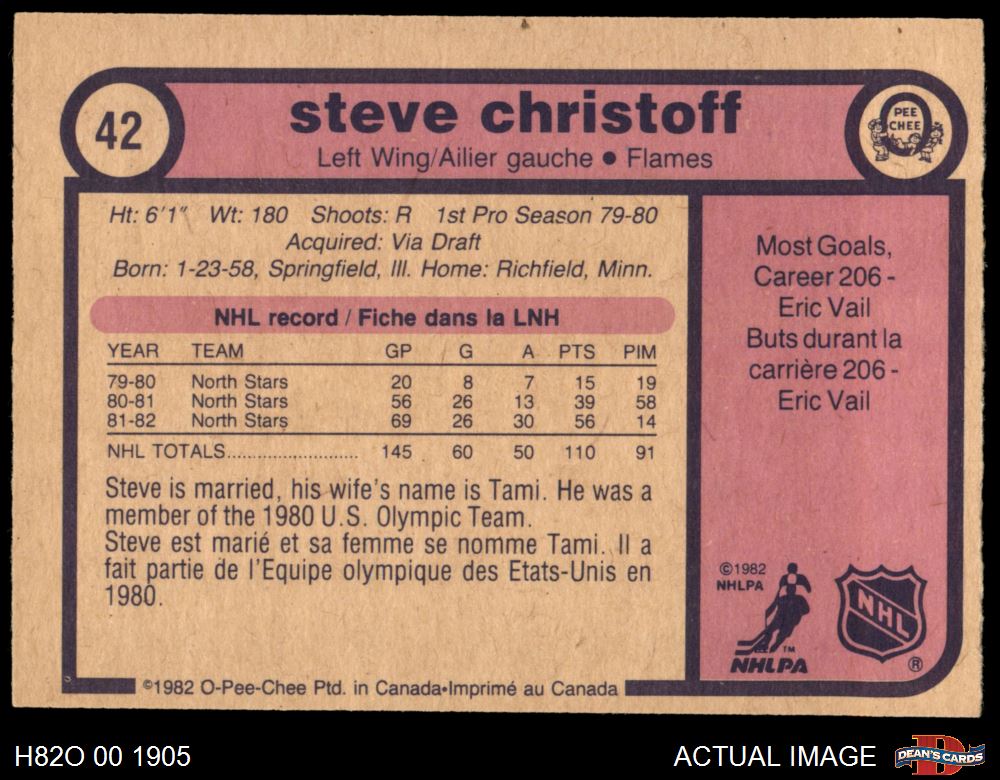 42
steve christoff
Left Wing/Ailier gauche • Flames
PEE
CHEE
Ht: 6'1" Wt: 180 Shoots: R 1st Pro Season 79-80
Acquired: Via Draft
Born: 1-23-58, Springfield, Ill. Home: Richfield, Minn.
NHL record / Fiche dans la LNH
YEAR TEAM GP G A PTS PIM
79-80 North Stars 20 8 7 15 19
80-81 North Stars 56 26 13 39 58
81-82 North Stars 69 26 30 56 14
NHL TOTALS.......................... 145 60 50 110 91
Steve is married, his wife's name is Tami. He was a
member of the 1980 U.S. Olympic Team.
Steve est marié et sa femme se nomme Tami. Il a
fait partie de l'Equipe olympique des Etats-Unis en
1980.
Most Goals,
Career 206 -
Eric Vail
Buts durant la
carrière 206 -
Eric Vail
©1982
NHLPA
TM
NHLPA
NHL
®
©1982 O-Pee-Chee Ptd. in Canada•Imprimé au Canada
H82O 00 1905
ACTUAL IMAGE
D
DEAN'S CARDS